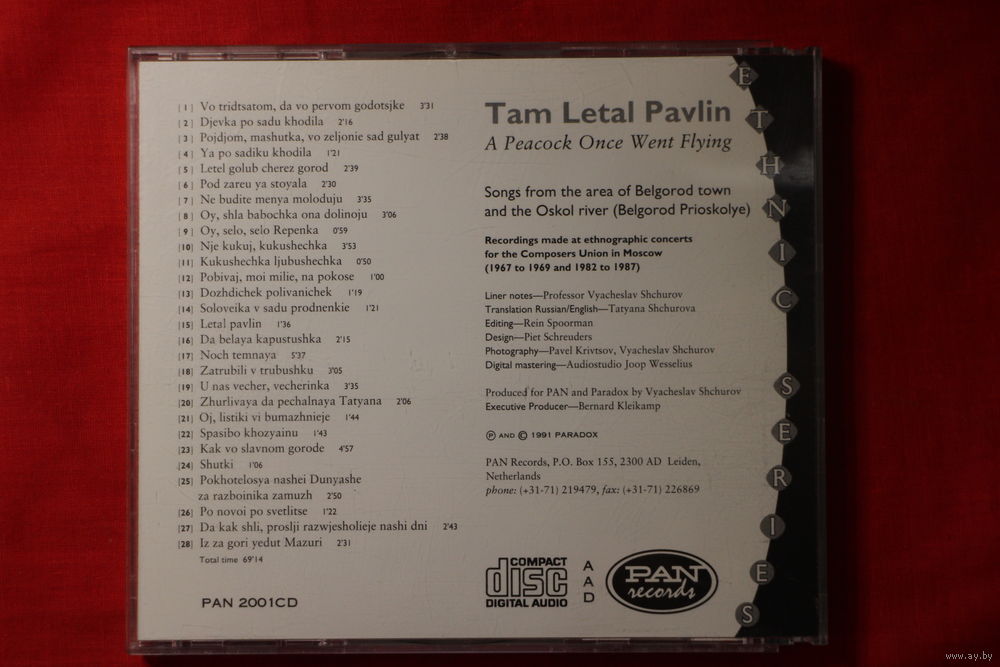 [1] Vo tridtsatom, da vo pervom godotsjke 3'31
[2] Djevka po sadu khodila 2'16
[3] Pojdjom, mashutka, vo zeljonie sad gulyat 2'38
[4] Ya po sadiku khodila 1'21
[5] Letel golub cherez gorod 2'39
[6] Pod zareu ya stoyala 2'30
[7] Ne budite menya moloduju 3'35
[8] Oy, shla babochka ona dolinoju 3'06
[9] Oy, selo, selo Repenka 0'59
[10] Nje kukuj, kukushechka 3'53
[11] Kukushechka ljubushechka 0'50
[12] Pobivaj, moi milie, na pokose 1'00
[13] Dozhdichek polivanichek 1'19
[14] Soloveika v sadu prodnenkie 1'21
[15] Letal pavlin 1'36
[16] Da belaya kapustushka 2'15
[17] Noch temnaya 5'37
[18] Zatrubili v trubushku 3'05
[19] U nas vecher, vecherinka 3'35
[20] Zhurlivaya da pechalnaya Tatyana 2'06
[21] Oj, listiki vi bumazhnieje 1'44
[22] Spasibo khozyainu 1'43
[23] Kak vo slavnom gorode 4'57
[24] Shutki 1'06
[25] Pokhotelosya nashei Dunyashe
za razboinika zamuzh 2'50
[26] Po novoi po svetlitse 1'22
[27] Da kak shli, proslji razwjesholieje nashi dni 2'43
[28] Iz za gori yedut Mazuri 2'31
Total time 69'14
PAN 2001CD
Tam Letal Pavlin
A Peacock Once Went Flying
Songs from the area of Belgorod town
and the Oskol river (Belgorod Prioskolye)
Recordings made at ethnographic concerts
for the Composers Union in Moscow
(1967 to 1969 and 1982 to 1987)
Liner notes—Professor Vyacheslav Shchurov
Translation Russian/English—Tatyana Shchurova
Editing—Rein Spoorman
Design—Piet Schreuders
Photography—Pavel Krivtsov, Vyacheslav Shchurov
Digital mastering—Audiostudio Joop Wesselius
Produced for PAN and Paradox by Vyacheslav Shchurov
Executive Producer—Bernard Kleikamp
℗ AND © 1991 PARADOX
PAN Records, P.O. Box 155, 2300 AD Leiden,
Netherlands
phone: (+31-71) 219479, fax: (+31-71) 226869
COMPACT
disc
DIGITAL AUDIO
AAD
PAN
records
ETHNIC SERIES
www.ay.by